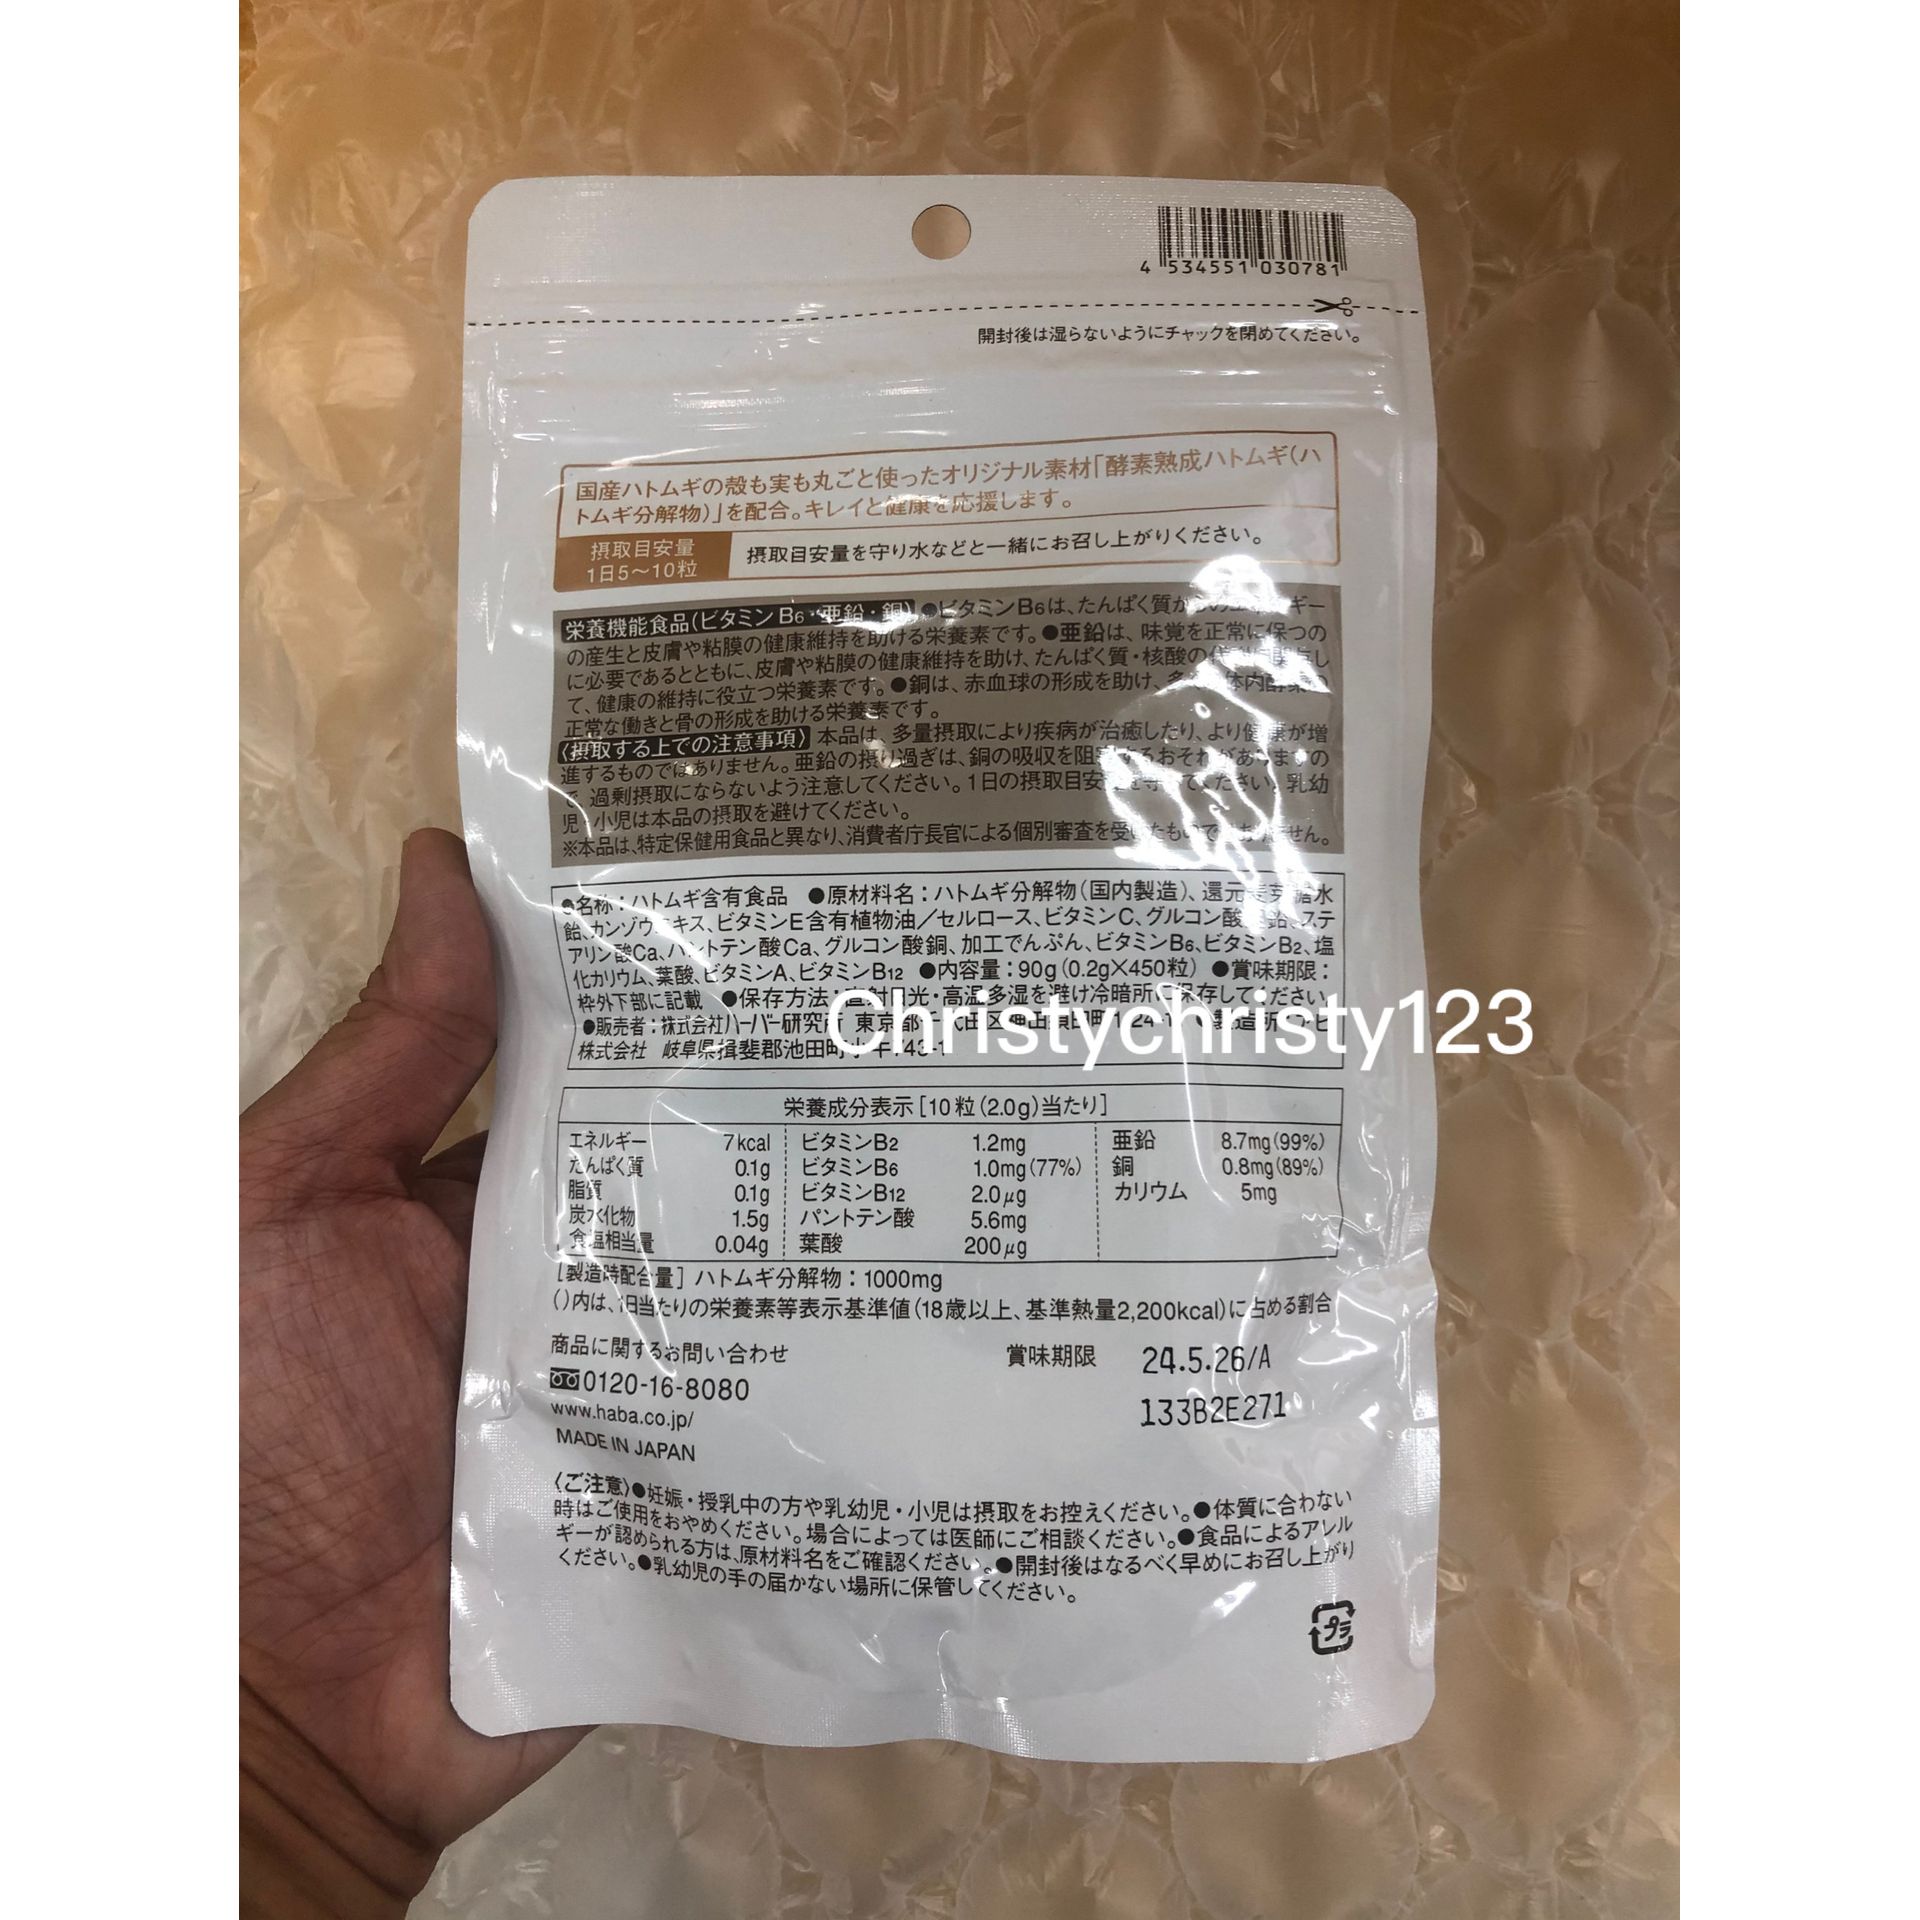 4 534551 030781
開封後は湿らないようにチャックを閉めてください。
国産ハトムギの殻も実も丸ごと使ったオリジナル素材「酵素熟成ハトムギ(ハ
トムギ分解物)」を配合。キレイと健康を応援します。
摂取目安量
1日5〜10粒
摂取目安量を守り水などと一緒にお召し上がりください。
栄養機能食品(ビタミンB6・亜鉛・銅) ●ビタミンB6は、たんぱく質からのエネルギー
の産生と皮膚や粘膜の健康維持を助ける栄養素です。●亜鉛は、味覚を正常に保つの
に必要であるとともに、皮膚や粘膜の健康維持を助け、たんぱく質・核酸の代謝に関与し
て、健康の維持に役立つ栄養素です。●銅は、赤血球の形成を助け、多くの体内酵素の
正常な働きと骨の形成を助ける栄養素です。
〈摂取する上での注意事項〉本品は、多量摂取により疾病が治癒したり、より健康が増
進するものではありません。亜鉛の摂り過ぎは、銅の吸収を阻害するおそれがありますの
で、過剰摂取にならないよう注意してください。1日の摂取目安量を守ってください。乳幼
児・小児は本品の摂取を避けてください。
※本品は、特定保健用食品と異なり、消費者庁長官による個別審査を受けたものではありません。
●名称:ハトムギ含有食品 ●原材料名:ハトムギ分解物(国内製造)、還元麦芽糖水
飴、カンゾウエキス、ビタミンE含有植物油/セルロース、ビタミンC、グルコン酸亜鉛、ステ
アリン酸Ca、パントテン酸Ca、グルコン酸銅、加工でんぷん、ビタミンB6、ビタミンB2、塩
化カリウム、葉酸、ビタミンA、ビタミンB12 ●内容量:90g(0.2g×450粒) ●賞味期限:
枠外下部に記載 ●保存方法:直射日光・高温多湿を避け冷暗所に保存してください。
●販売者:株式会社ハーバー研究所 東京都千代田区神田須田町1-24-1 ●製造所:アピ
株式会社 岐阜県揖斐郡池田町
Christychristy123
栄養成分表示[10粒(2.0g)当たり]
エネルギー 7kcal ビタミンB2 1.2mg 亜鉛 8.7mg(99%)
たんぱく質 0.1g ビタミンB6 1.0mg(77%) 銅 0.8mg(89%)
脂質 0.1g ビタミンB12 2.0μg カリウム 5mg
炭水化物 1.5g パントテン酸 5.6mg
食塩相当量 0.04g 葉酸 200μg
[製造時配合量]ハトムギ分解物:1000mg
()内は、1日当たりの栄養素等表示基準値(18歳以上、基準熱量2,200kcal)に占める割合
商品に関するお問い合わせ
0120-16-8080
www.haba.co.jp/
MADE IN JAPAN
賞味期限 24.5.26/A
133B2E271
〈ご注意〉●妊娠・授乳中の方や乳幼児・小児は摂取をお控えください。●体質に合わない
時はご使用をおやめください。場合によっては医師にご相談ください。●食品によるアレル
ギーが認められる方は、原材料名をご確認ください。●開封後はなるべく早めにお召し上がり
ください。●乳幼児の手の届かない場所に保管してください。
プラ